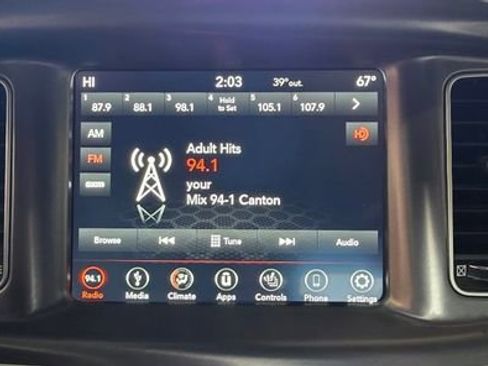 HI 2:03 39°out. 67°
1 87.9 2 88.1 3 98.1 4 Hold to Set 5 105.1 6 107.9
AM
HD
Adult Hits
FM
94.1
your
Mix 94-1 Canton
Browse Tune Audio
94.1
Radio Media Climate Apps Controls Phone Settings